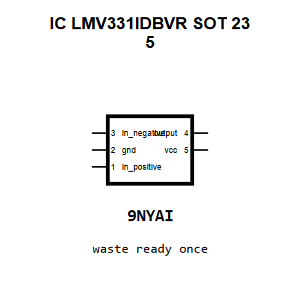 IC LMV331IDBVR SOT 23
5
3 in_negative output 4
2 gnd vcc 5
1 in_positive
9NYAI
waste ready once